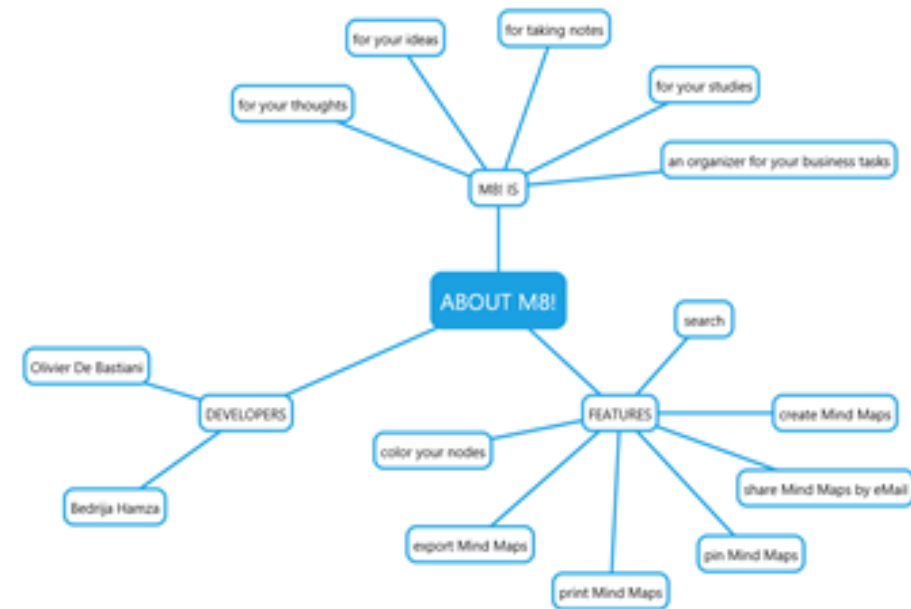 for taking notes
for your ideas
for your studies
for your thoughts
an organizer for your business tasks
M8! IS
ABOUT M8!
search
Olivier De Bastiani
DEVELOPERS
FEATURES
create Mind Maps
color your nodes
share Mind Maps by eMail
Bedrija Hamza
export Mind Maps
pin Mind Maps
print Mind Maps